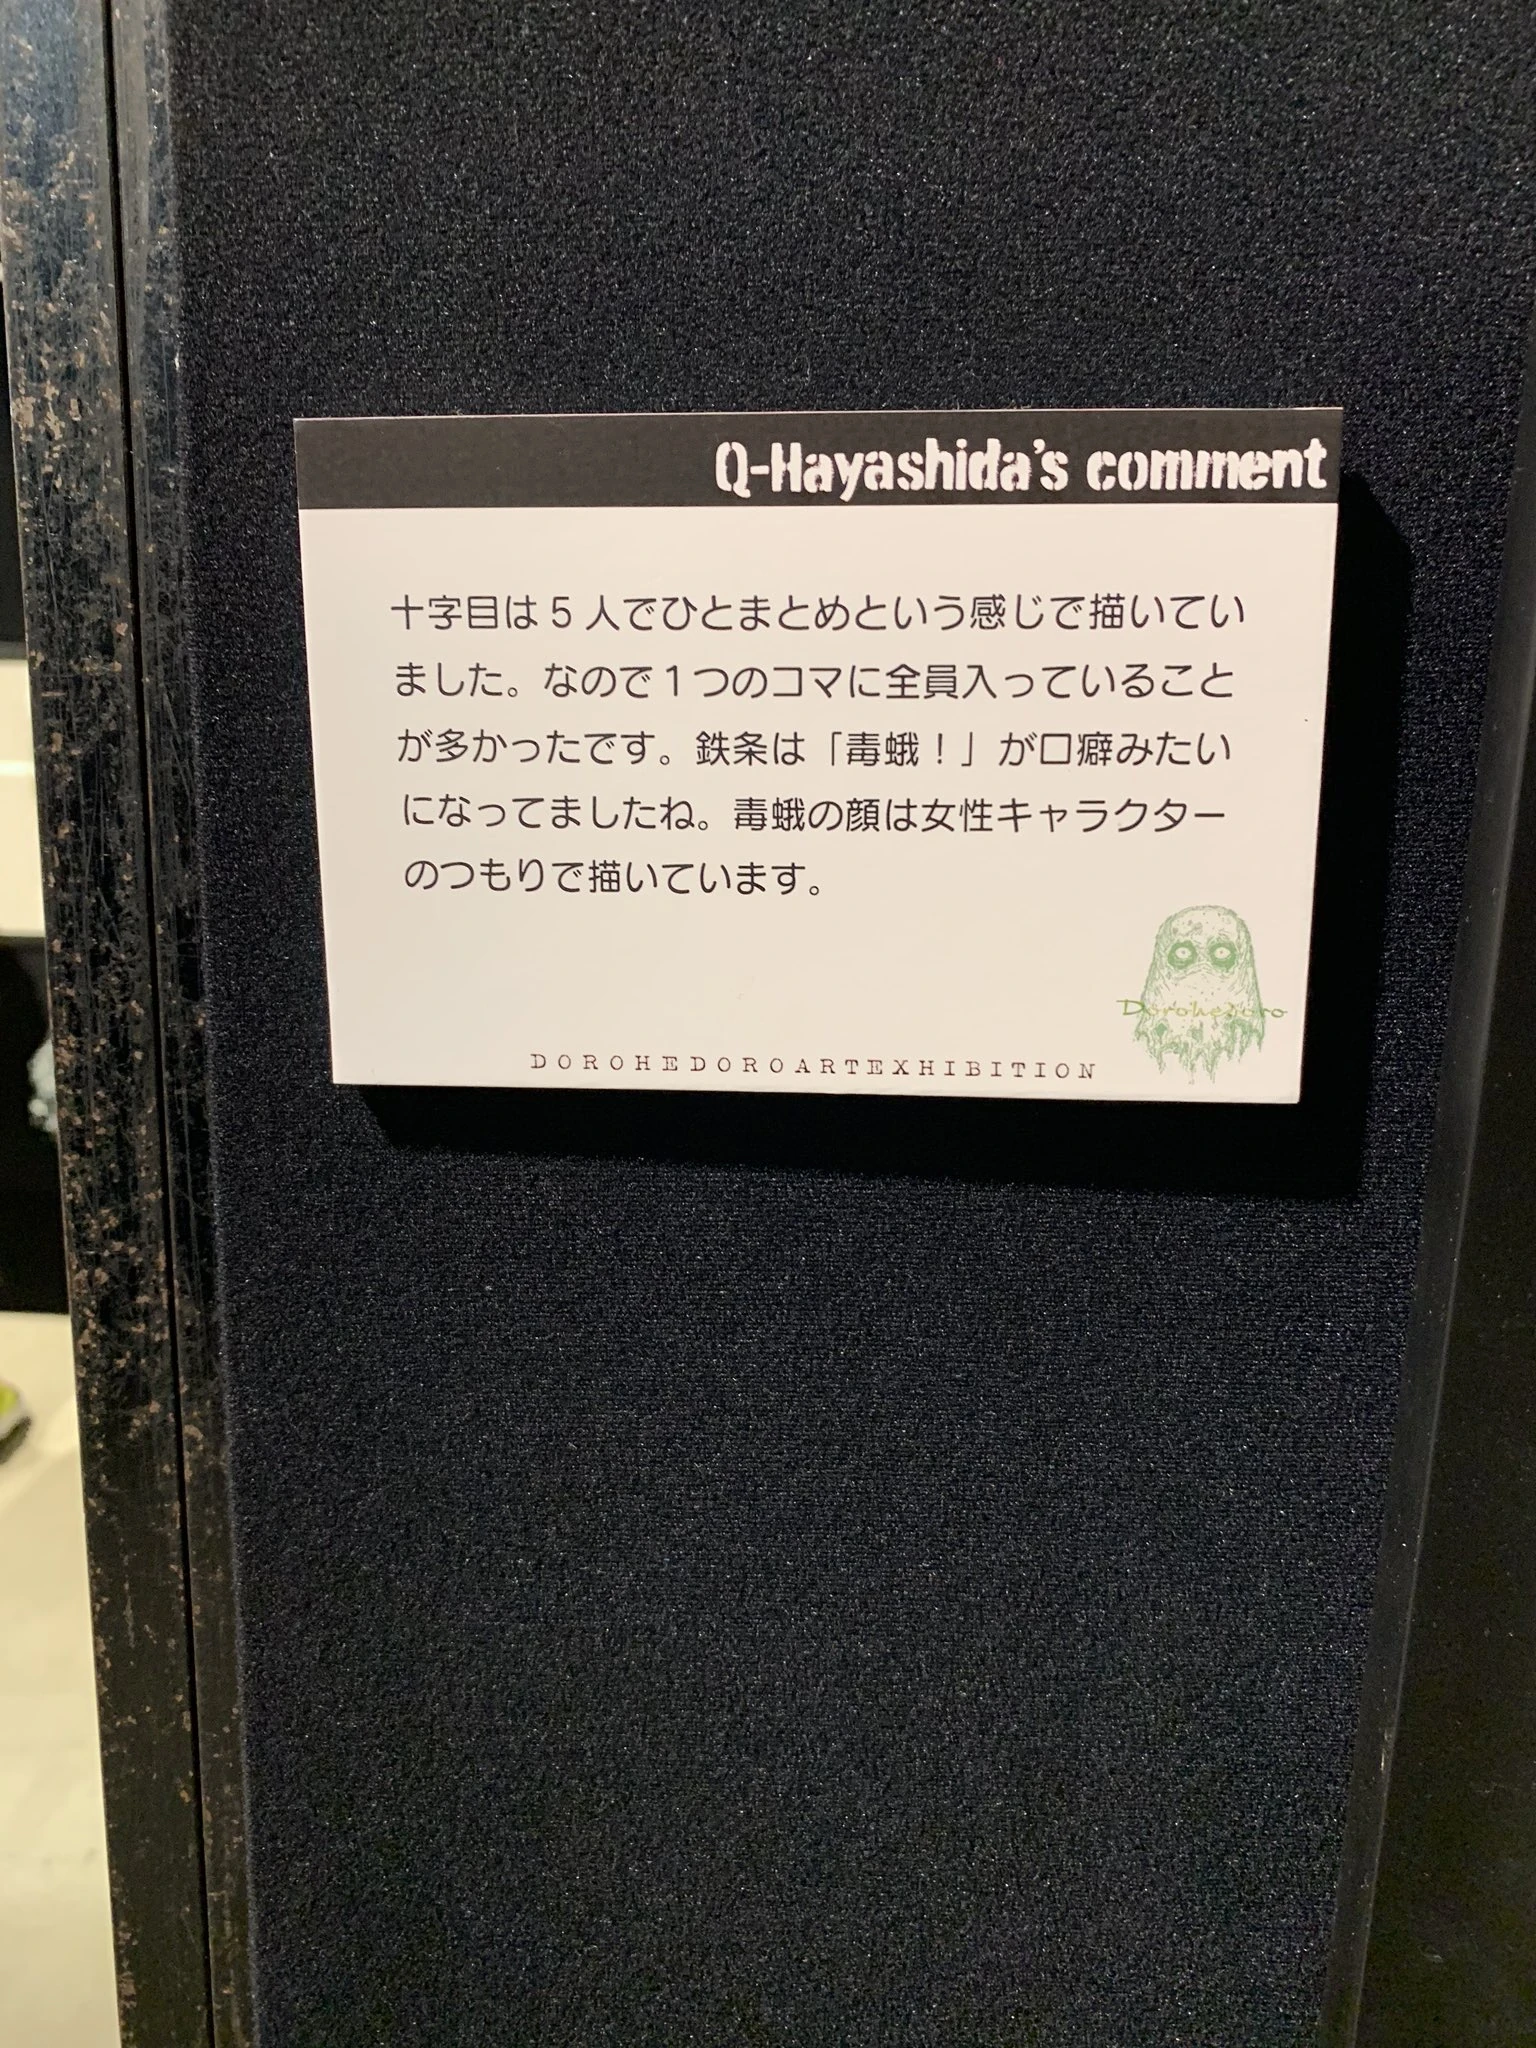 Q-Hayashida's comment
十字目は5人でひとまとめという感じで描いてい
ました。なので1つのコマに全員入っていること
が多かったです。鉄条は「毒蛾！」が口癖みたい
になってましたね。毒蛾の顔は女性キャラクター
のつもりで描いています。
Dorohedoro
DOROHEDOROARTEXHIBITION